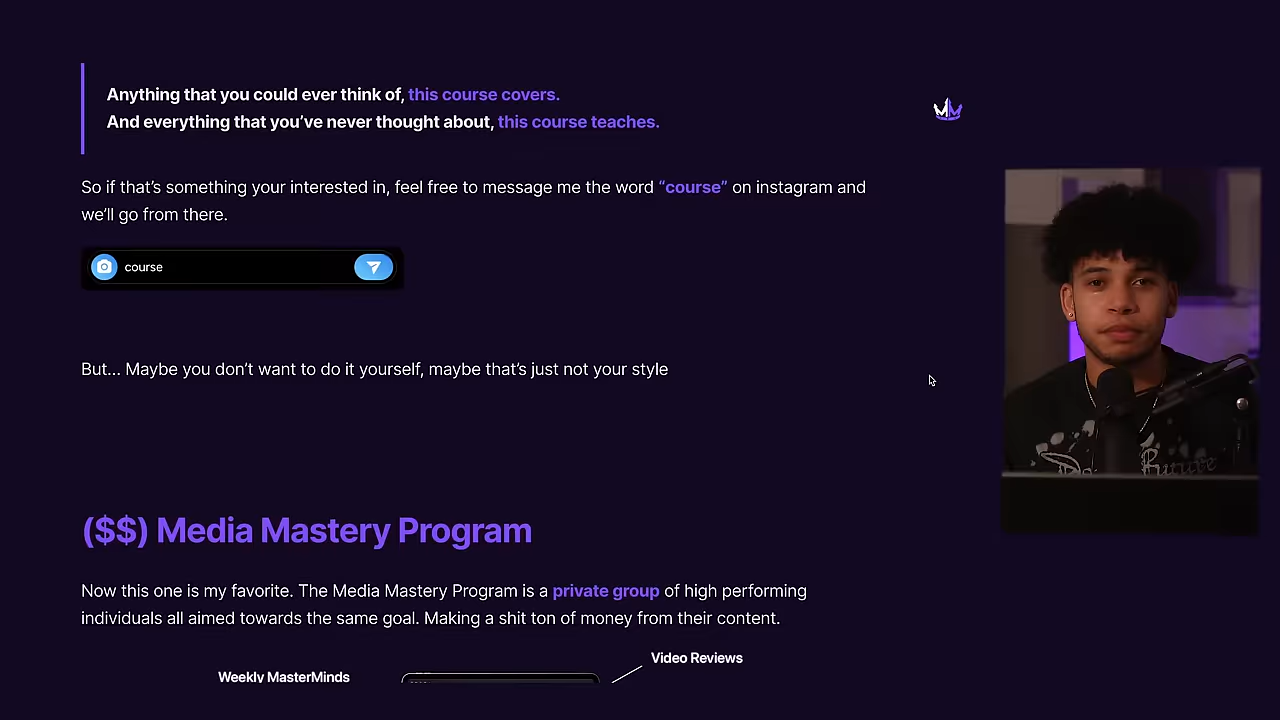 Anything that you could ever think of, this course covers.
And everything that you’ve never thought about, this course teaches.
So if that’s something your interested in, feel free to message me the word “course” on instagram and
we’ll go from there.
course
But... Maybe you don’t want to do it yourself, maybe that’s just not your style
($$) Media Mastery Program
Now this one is my favorite. The Media Mastery Program is a private group of high performing
individuals all aimed towards the same goal. Making a shit ton of money from their content.
Video Reviews
Weekly MasterMinds